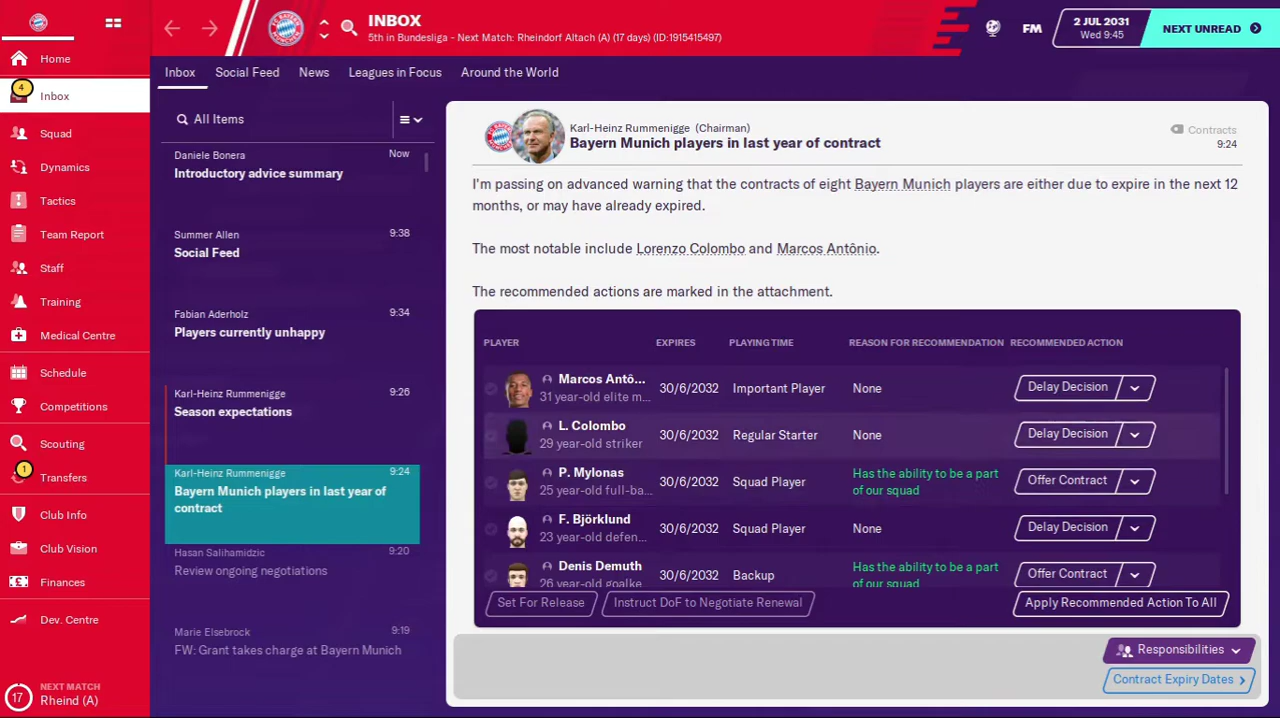 INBOX
5th in Bundesliga - Next Match: Rheindorf Altach (A) (17 days) (ID:1915415497)
FM
2 JUL 2031
Wed 9:45
NEXT UNREAD
Home
4
Inbox
Squad
Dynamics
Tactics
Team Report
Staff
Training
Medical Centre
Schedule
Competitions
Scouting
1
Transfers
Club Info
Club Vision
Finances
Dev. Centre
17
NEXT MATCH
Rheind (A)
Inbox Social Feed News Leagues in Focus Around the World
All Items
Daniele Bonera Now
Introductory advice summary
Summer Allen 9:38
Social Feed
Fabian Aderholz 9:34
Players currently unhappy
Karl-Heinz Rummenigge 9:26
Season expectations
Karl-Heinz Rummenigge 9:24
Bayern Munich players in last year of
contract
Hasan Salihamidzic 9:20
Review ongoing negotiations
Marie Elsebrock 9:19
FW: Grant takes charge at Bayern Munich
Karl-Heinz Rummenigge (Chairman)
Bayern Munich players in last year of contract
Contracts
9:24
I'm passing on advanced warning that the contracts of eight Bayern Munich players are either due to expire in the next 12
months, or may have already expired.
The most notable include Lorenzo Colombo and Marcos Antônio.
The recommended actions are marked in the attachment.
PLAYER EXPIRES PLAYING TIME REASON FOR RECOMMENDATION RECOMMENDED ACTION
Marcos Antô...
31 year-old elite m... 30/6/2032 Important Player None Delay Decision
L. Colombo
29 year-old striker 30/6/2032 Regular Starter None Delay Decision
P. Mylonas
25 year-old full-ba... 30/6/2032 Squad Player Has the ability to be a part
of our squad Offer Contract
F. Björklund
23 year-old defen... 30/6/2032 Squad Player None Delay Decision
Denis Demuth
26 year-old goalke 30/6/2032 Backup Has the ability to be a part
of our squad Offer Contract
Set For Release Instruct DoF to Negotiate Renewal Apply Recommended Action To All
Responsibilities
Contract Expiry Dates